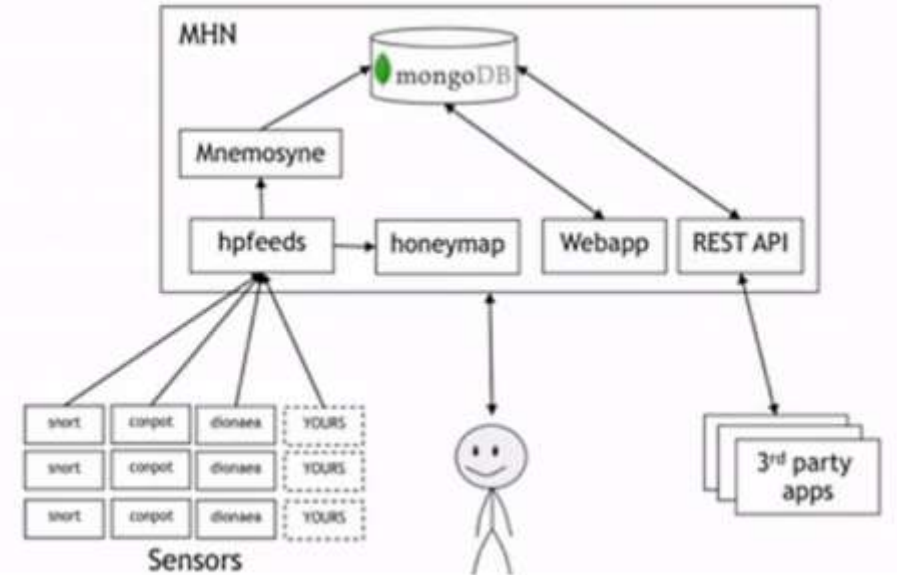 MHN
mongoDB
Mnemosyne
hpfeeds
honeymap
Webapp
REST API
snort conpot dionaea YOURS
snort conpot dionaea YOURS
snort conpot dionaea YOURS
Sensors
3rd party
apps